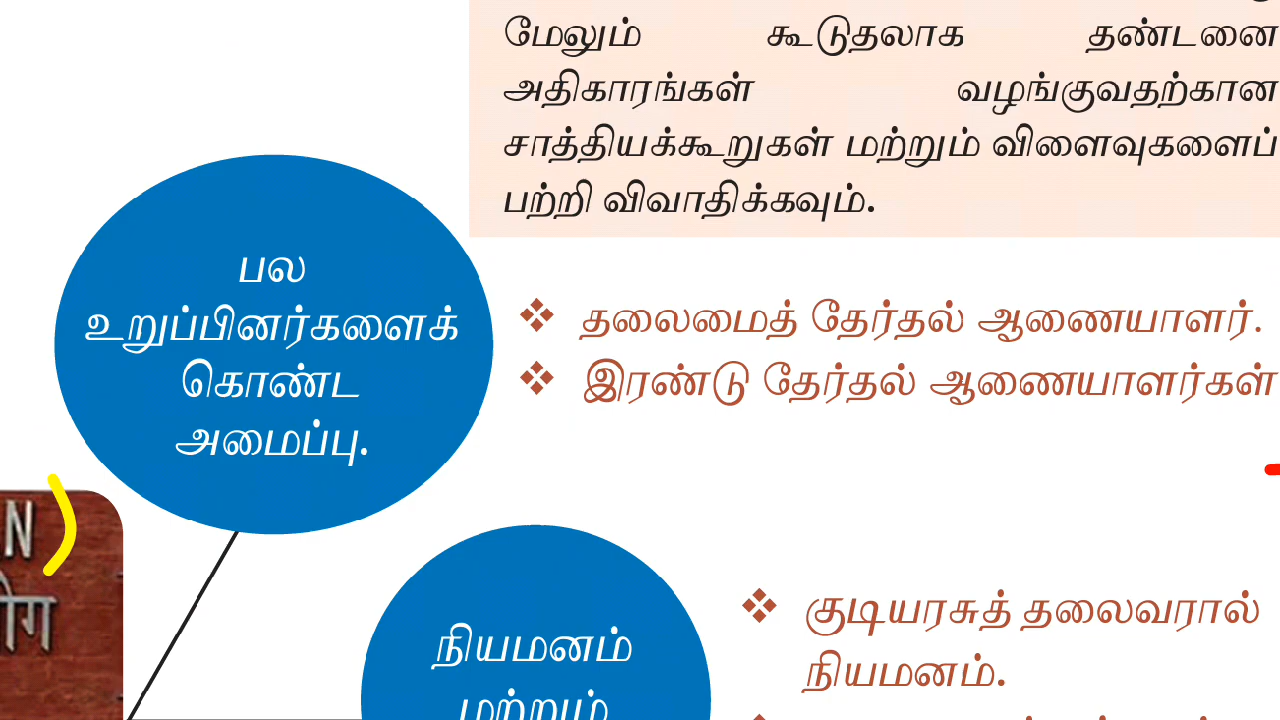 மேலும் கூடுதலாக தண்டனை
அதிகாரங்கள் வழங்குவதற்கான
சாத்தியக்கூறுகள் மற்றும் விளைவுகளைப்
பற்றி விவாதிக்கவும்.
பல
உறுப்பினர்களைக்
கொண்ட
அமைப்பு.
❖ தலைமைத் தேர்தல் ஆணையாளர்.
❖ இரண்டு தேர்தல் ஆணையாளர்கள்
N
நியமனம்
மற்றும்
❖ குடியரசுத் தலைவரால்
நியமனம்.